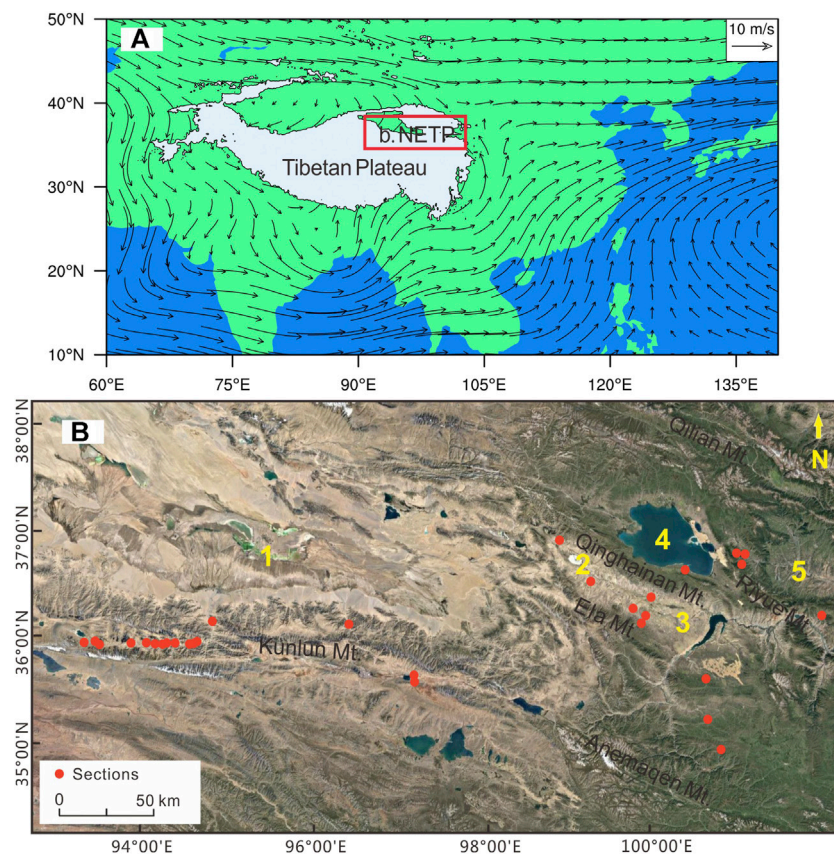 50°N
A
10 m/s
40°N
b. NETP
Tibetan Plateau
30°N
20°N
10°N
60°E 75°E 90°E 105°E 120°E 135°E
B
38°00'N
Qilian Mt.
N
37°00'N
1
2
4
5
Qinghainan Mt.
Riyue Mt.
Ela Mt.
3
36°00'N
Kunlun Mt.
35°00'N
Anemaqen Mt.
Sections
0 50 km
94°00'E 96°00'E 98°00'E 100°00'E